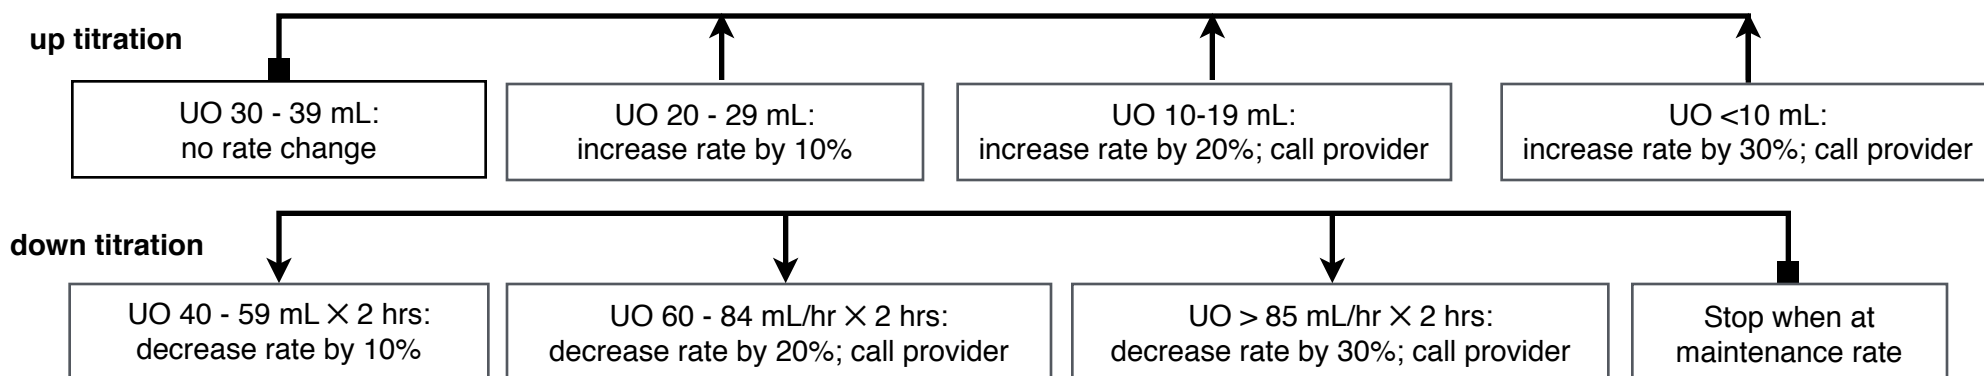 up titration
UO 30 - 39 mL:
no rate change
UO 20 - 29 mL:
increase rate by 10%
UO 10-19 mL:
increase rate by 20%; call provider
UO <10 mL:
increase rate by 30%; call provider
down titration
UO 40 - 59 mL × 2 hrs:
decrease rate by 10%
UO 60 - 84 mL/hr × 2 hrs:
decrease rate by 20%; call provider
UO > 85 mL/hr × 2 hrs:
decrease rate by 30%; call provider
Stop when at
maintenance rate